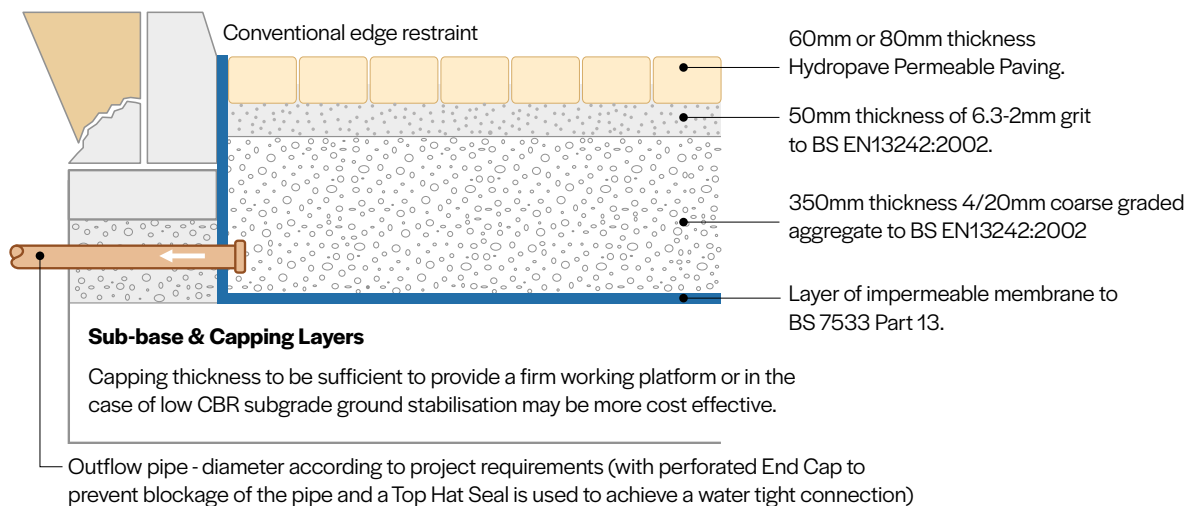 Conventional edge restraint
60mm or 80mm thickness
Hydropave Permeable Paving.
50mm thickness of 6.3-2mm grit
to BS EN13242:2002.
350mm thickness 4/20mm coarse graded
aggregate to BS EN13242:2002
Layer of impermeable membrane to
BS 7533 Part 13.
Sub-base & Capping Layers
Capping thickness to be sufficient to provide a firm working platform or in the
case of low CBR subgrade ground stabilisation may be more cost effective.
Outflow pipe - diameter according to project requirements (with perforated End Cap to
prevent blockage of the pipe and a Top Hat Seal is used to achieve a water tight connection)